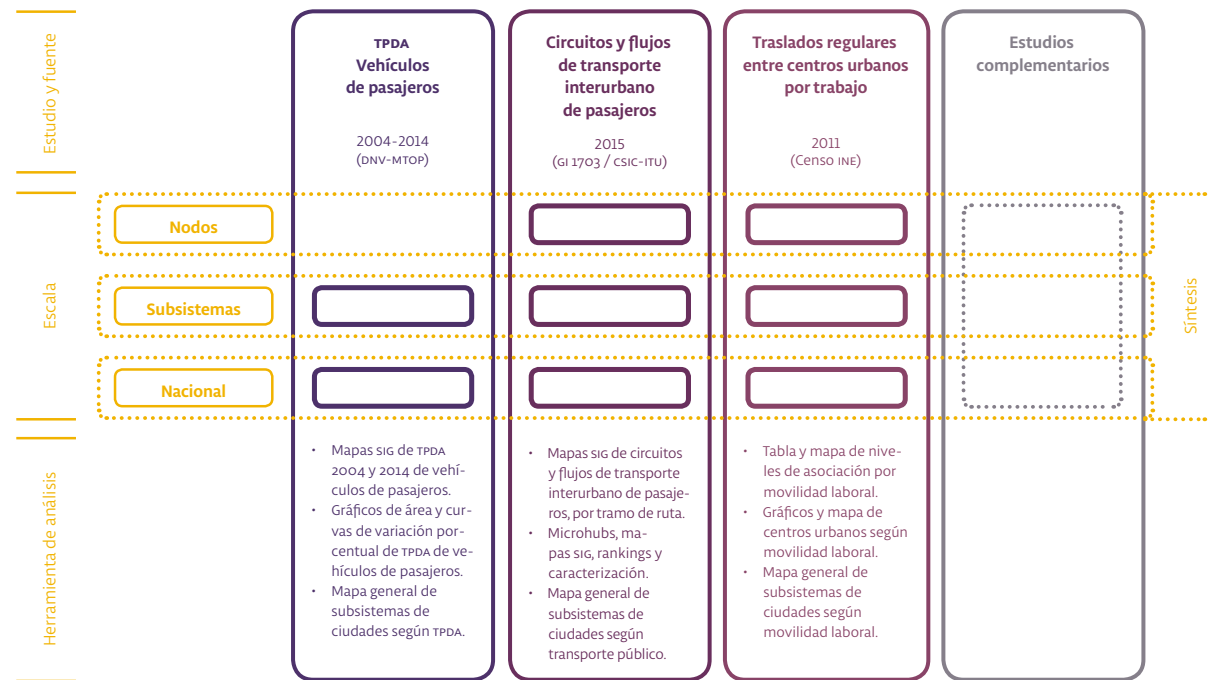 Estudio y fuente
TPDA
Vehículos
de pasajeros
2004-2014
(DNV-MTOP)
Circuitos y flujos
de transporte
interurbano
de pasajeros
2015
(GI 1703 / CSIC-ITU)
Traslados regulares
entre centros urbanos
por trabajo
2011
(Censo INE)
Estudios
complementarios
Escala
Nodos
Subsistemas
Nacional
Síntesis
Herramienta de análisis
• Mapas SIG de TPDA
2004 y 2014 de vehí-
culos de pasajeros.
• Gráficos de área y cur-
vas de variación por-
centual de TPDA de ve-
hículos de pasajeros.
• Mapa general de
subsistemas de
ciudades según TPDA.
• Mapas SIG de circuitos
y flujos de transporte
interurbano de pasaje-
ros, por tramo de ruta.
• Microhubs, ma-
pas SIG, rankings y
caracterización.
• Mapa general de
subsistemas de
ciudades según
transporte público.
• Tabla y mapa de nive-
les de asociación por
movilidad laboral.
• Gráficos y mapa de
centros urbanos según
movilidad laboral.
• Mapa general de
subsistemas de
ciudades según
movilidad laboral.